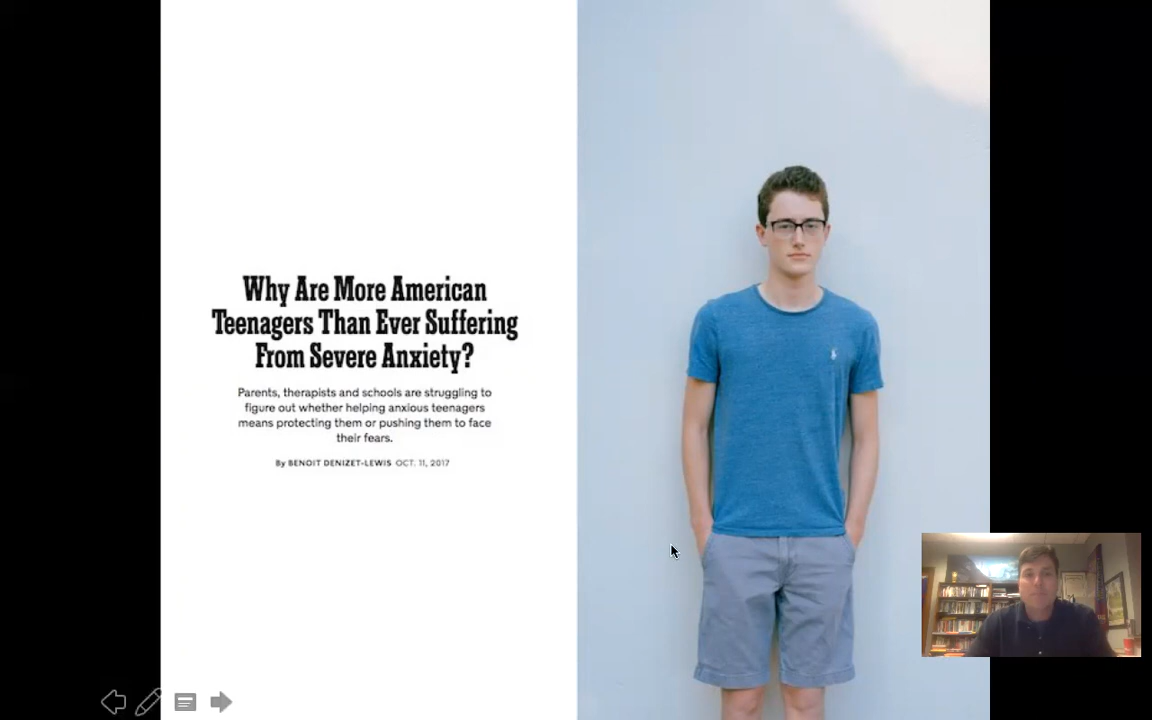 Why Are More American
Teenagers Than Ever Suffering
From Severe Anxiety?
Parents, therapists and schools are struggling to
figure out whether helping anxious teenagers
means protecting them or pushing them to face
their fears.
By BENOIT DENIZET-LEWIS OCT. 11, 2017